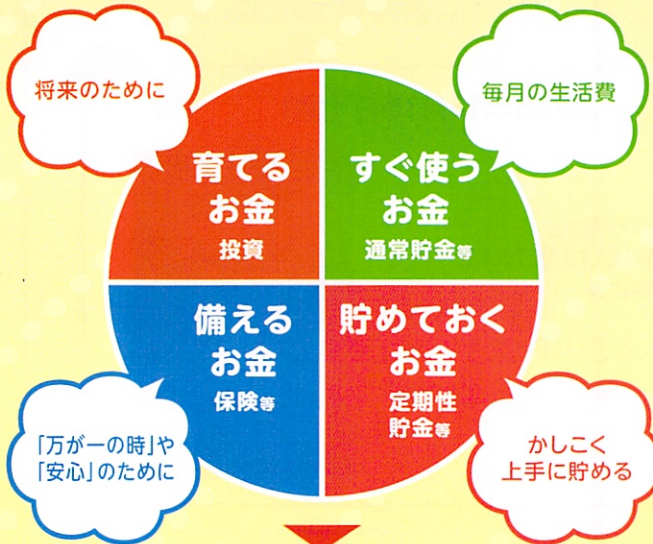 将来のために
毎月の生活費
育てる
お金
投資
すぐ使う
お金
通常貯金等
備える
お金
保険等
貯めておく
お金
定期性
貯金等
「万が一の時」や
「安心」のために
かしこく
上手に貯める